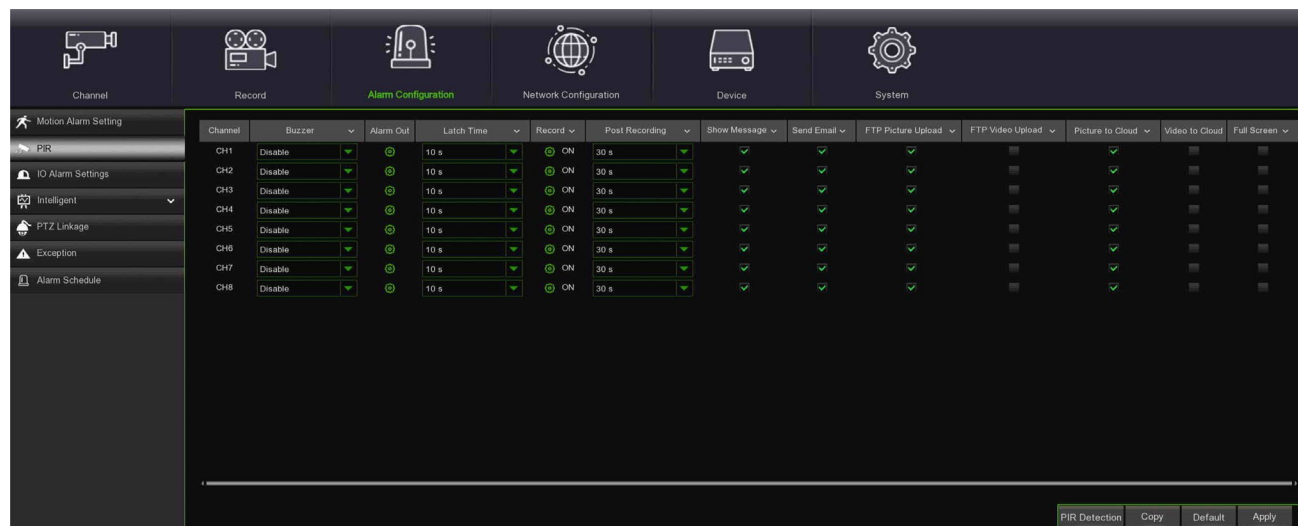 Channel Record Alarm Configuration Network Configuration Device System
Motion Alarm Setting
PIR
IO Alarm Settings
Intelligent
PTZ Linkage
Exception
Alarm Schedule
Channel Buzzer Alarm Out Latch Time Record Post Recording Show Message Send Email FTP Picture Upload FTP Video Upload Picture to Cloud Video to Cloud Full Screen
CH1 Disable 10 s ON 30 s
CH2 Disable 10 s ON 30 s
CH3 Disable 10 s ON 30 s
CH4 Disable 10 s ON 30 s
CH5 Disable 10 s ON 30 s
CH6 Disable 10 s ON 30 s
CH7 Disable 10 s ON 30 s
CH8 Disable 10 s ON 30 s
PIR Detection Copy Default Apply